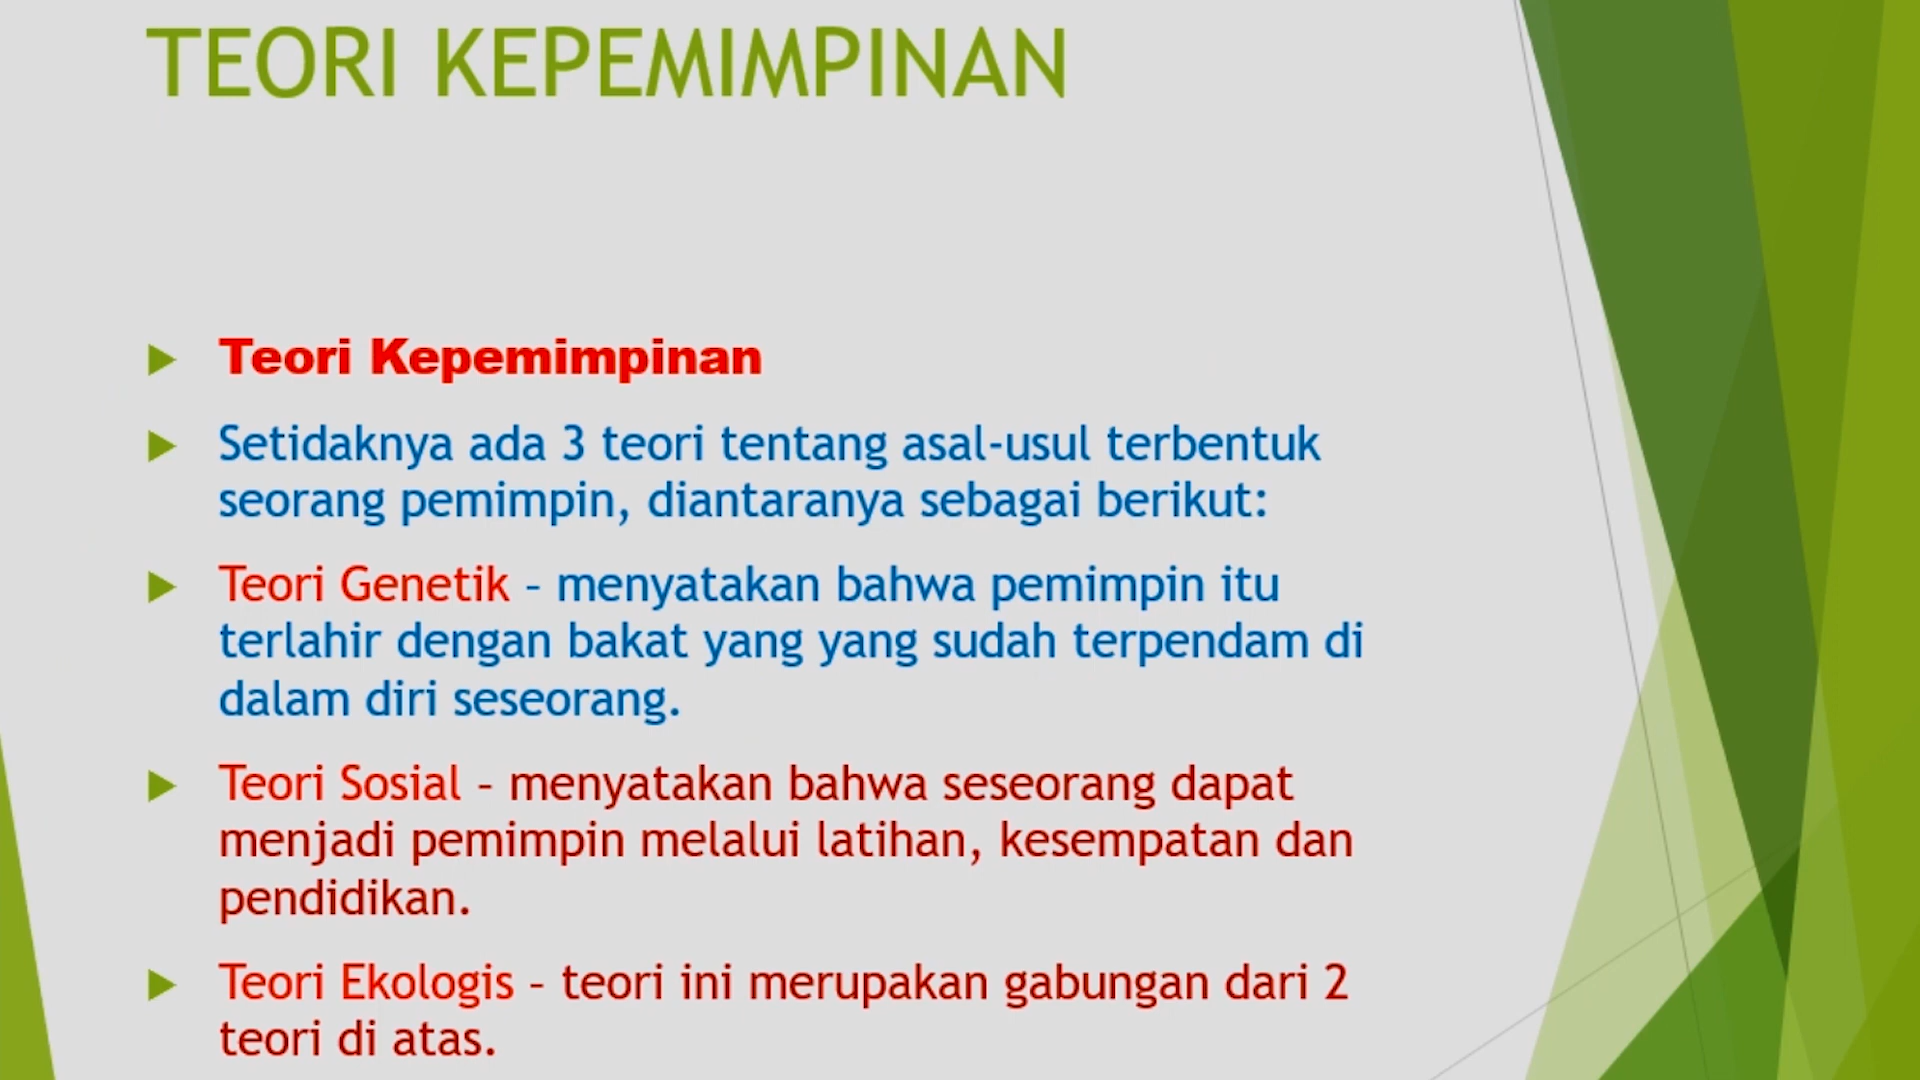 TEORI KEPEMIMPINAN
Teori Kepemimpinan
Setidaknya ada 3 teori tentang asal-usul terbentuk
seorang pemimpin, diantaranya sebagai berikut:
Teori Genetik – menyatakan bahwa pemimpin itu
terlahir dengan bakat yang yang sudah terpendam di
dalam diri seseorang.
Teori Sosial – menyatakan bahwa seseorang dapat
menjadi pemimpin melalui latihan, kesempatan dan
pendidikan.
Teori Ekologis – teori ini merupakan gabungan dari 2
teori di atas.